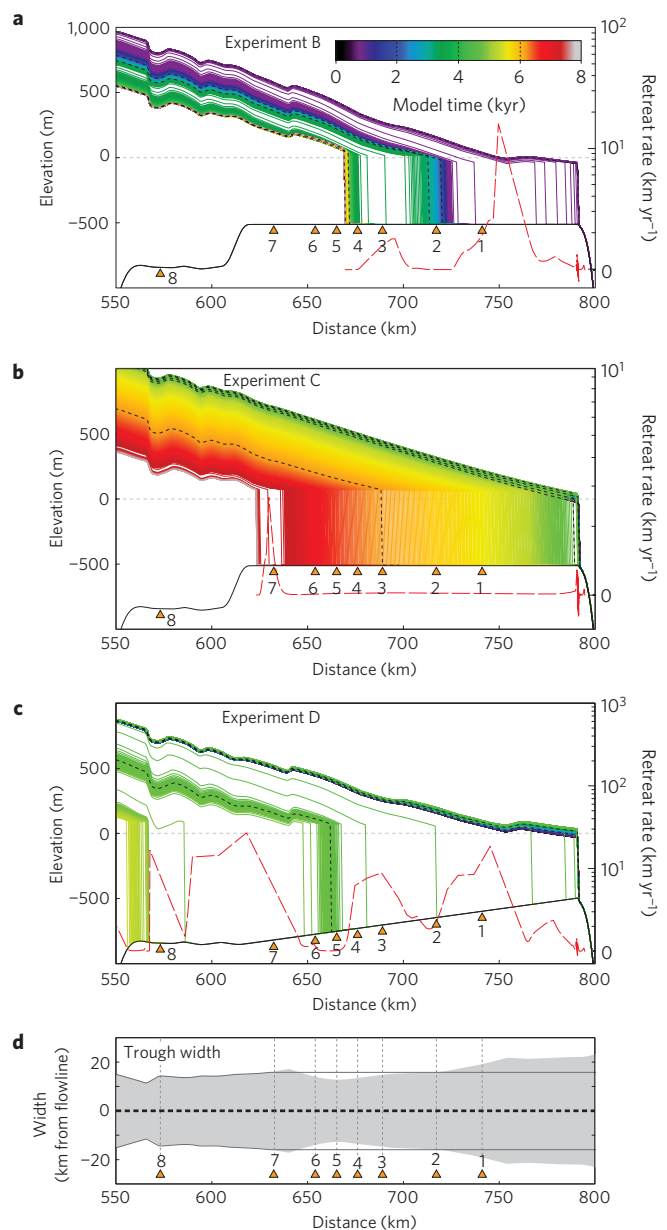 a
Experiment B
1,000
500
0
−500
Elevation (m)
0 2 4 6 8
Model time (kyr)
10²
10¹
0
Retreat rate (km yr⁻¹)
8 7 6 5 4 3 2 1
550 600 650 700 750 800
Distance (km)
b
Experiment C
500
0
−500
Elevation (m)
10¹
0
Retreat rate (km yr⁻¹)
8 7 6 5 4 3 2 1
550 600 650 700 750 800
Distance (km)
c
Experiment D
500
0
−500
Elevation (m)
10³
10²
10¹
0
Retreat rate (km yr⁻¹)
8 7 6 5 4 3 2 1
550 600 650 700 750 800
Distance (km)
d
Trough width
20
0
−20
Width
(km from flowline)
8 7 6 5 4 3 2 1
550 600 650 700 750 800
Distance (km)